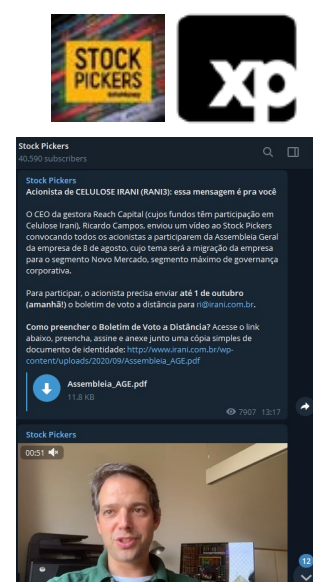 STOCK
PICKERS
xp
Stock Pickers
40.590 subscribers
Stock Pickers
Acionista de CELULOSE IRANI (RANI3): essa mensagem é pra você
O CEO da gestora Reach Capital (cujos fundos têm participação em
Celulose Irani), Ricardo Campos, enviou um vídeo ao Stock Pickers
convocando todos os acionistas a participarem da Assembleia Geral
da empresa de 8 de agosto, cujo tema será a migração da empresa
para o segmento Novo Mercado, segmento máximo de governança
corporativa.
Para participar, o acionista precisa enviar até 1 de outubro
(amanhã!) o boletim de voto a distância para ri@irani.com.br.
Como preencher o Boletim de Voto a Distância? Acesse o link
abaixo, preencha, assine e anexe junto uma cópia simples de
documento de identidade: http://www.irani.com.br/wp-
content/uploads/2020/09/Assembleia_AGE.pdf
Assembleia_AGE.pdf
11.8 KB
7907 13:17
Stock Pickers
00:51
12